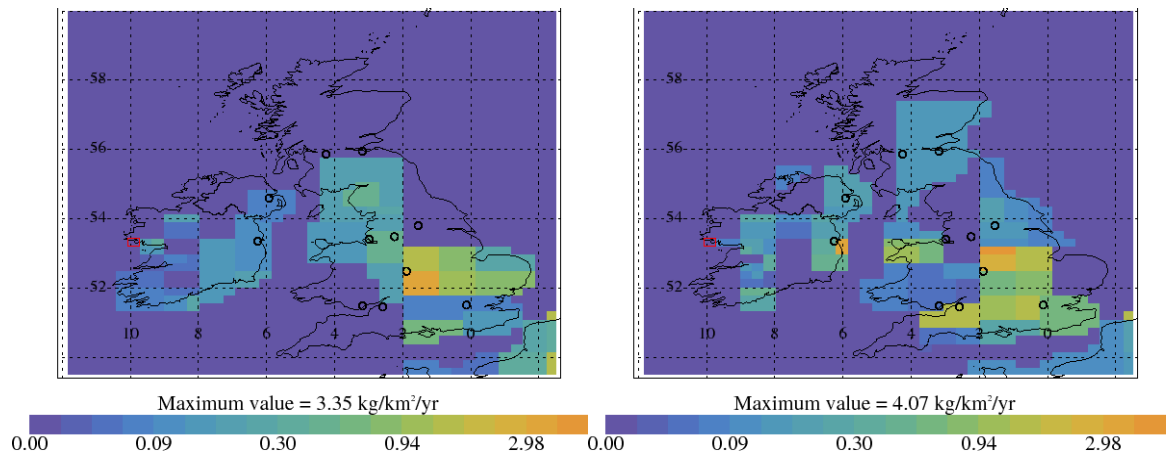 58 58
56 56
54 54
52 52
10 8 6 4 2 0 10 8 6 4 2 0
Maximum value = 3.35 kg/km²/yr Maximum value = 4.07 kg/km²/yr
0.00 0.09 0.30 0.94 2.98 0.00 0.09 0.30 0.94 2.98